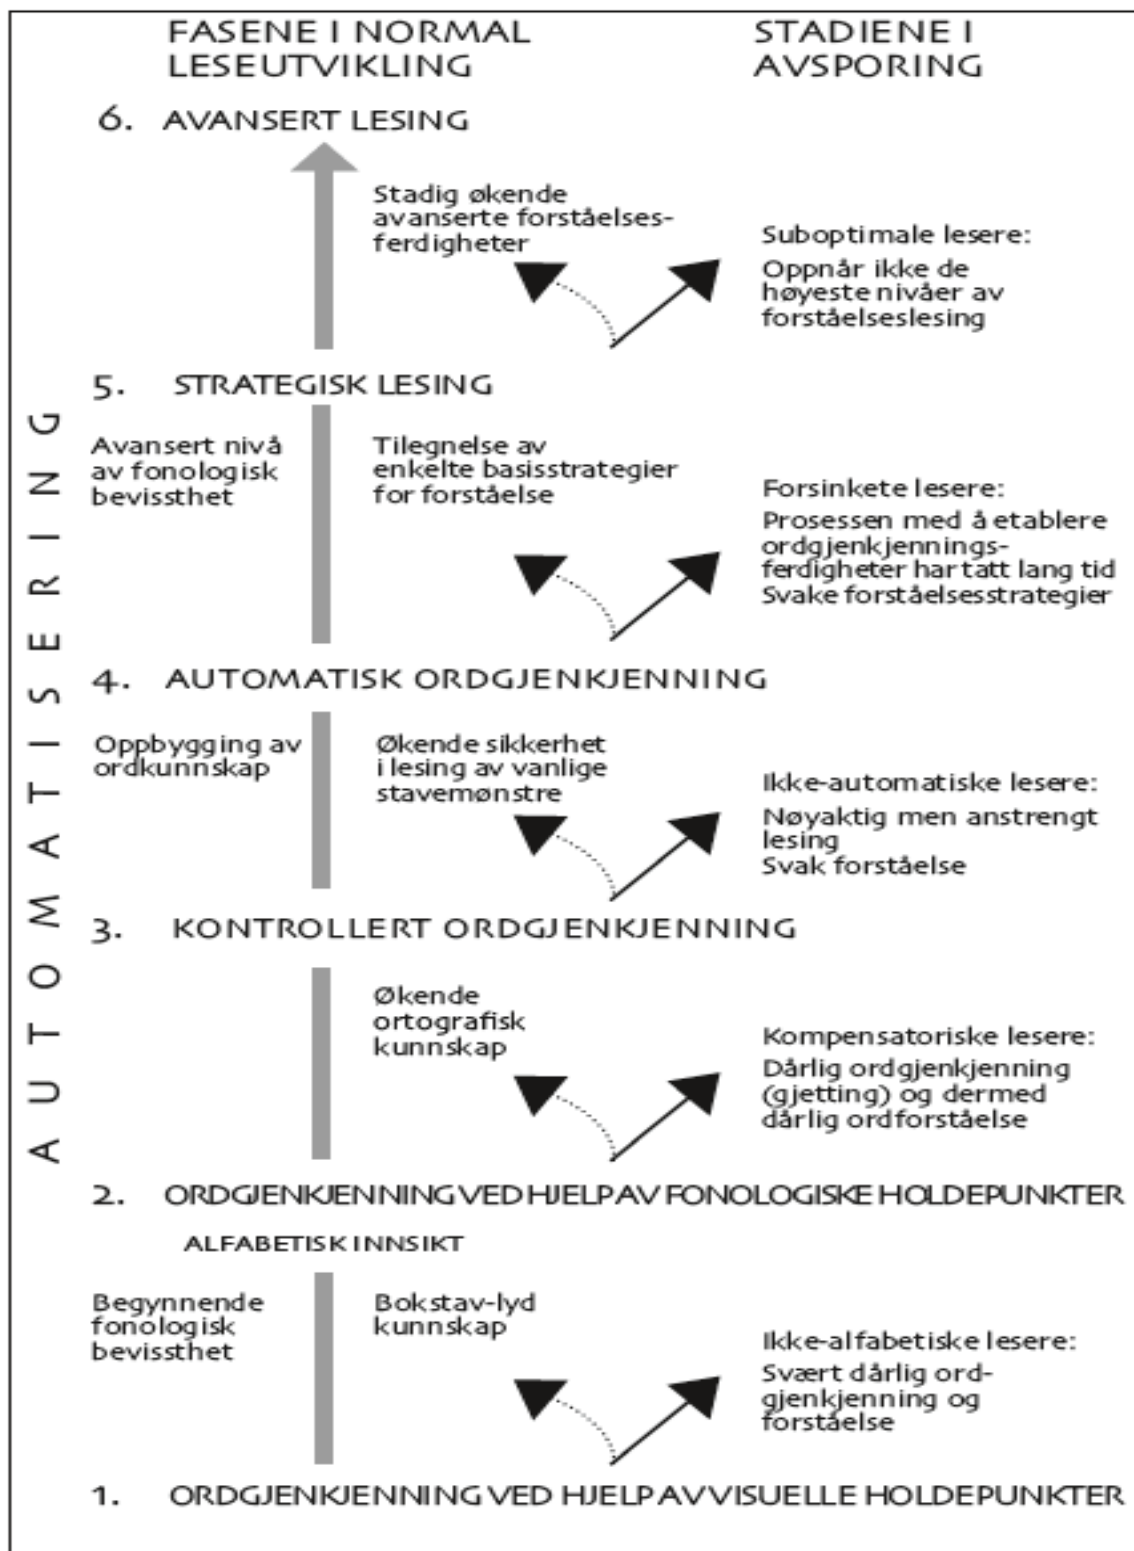 FASENE I NORMAL
LESEUTVIKLING
STADIENE I
AVSPORING
6. AVANSERT LESING
Stadig økende
avanserte forståelses-
ferdigheter
Suboptimale lesere:
Oppnår ikke de
høyeste nivåer av
forståelseslesing
5. STRATEGISK LESING
Avansert nivå
av fonologisk
bevissthet
Tilegnelse av
enkelte basisstrategier
for forståelse
Forsinkete lesere:
Prosessen med å etablere
ordgjenkjennings-
ferdigheter har tatt lang tid
Svake forståelsesstrategier
4. AUTOMATISK ORDGJENKJENNING
Oppbygging av
ordkunnskap
Økende sikkerhet
i lesing av vanlige
stavemønstre
Ikke-automatiske lesere:
Nøyaktig men anstrengt
lesing
Svak forståelse
3. KONTROLLERT ORDGJENKJENNING
Økende
ortografisk
kunnskap
Kompensatoriske lesere:
Dårlig ordgjenkjenning
(gjetting) og dermed
dårlig ordforståelse
2. ORDGJENKJENNING VED HJELP AV FONOLOGISKE HOLDEPUNKTER
ALFABETISK INNSIKT
Begynnende
fonologisk
bevissthet
Bokstav-lyd
kunnskap
Ikke-alfabetiske lesere:
Svært dårlig ord-
gjenkjenning og
forståelse
1. ORDGJENKJENNING VED HJELP AV VISUELLE HOLDEPUNKTER
AUTOMATISERING